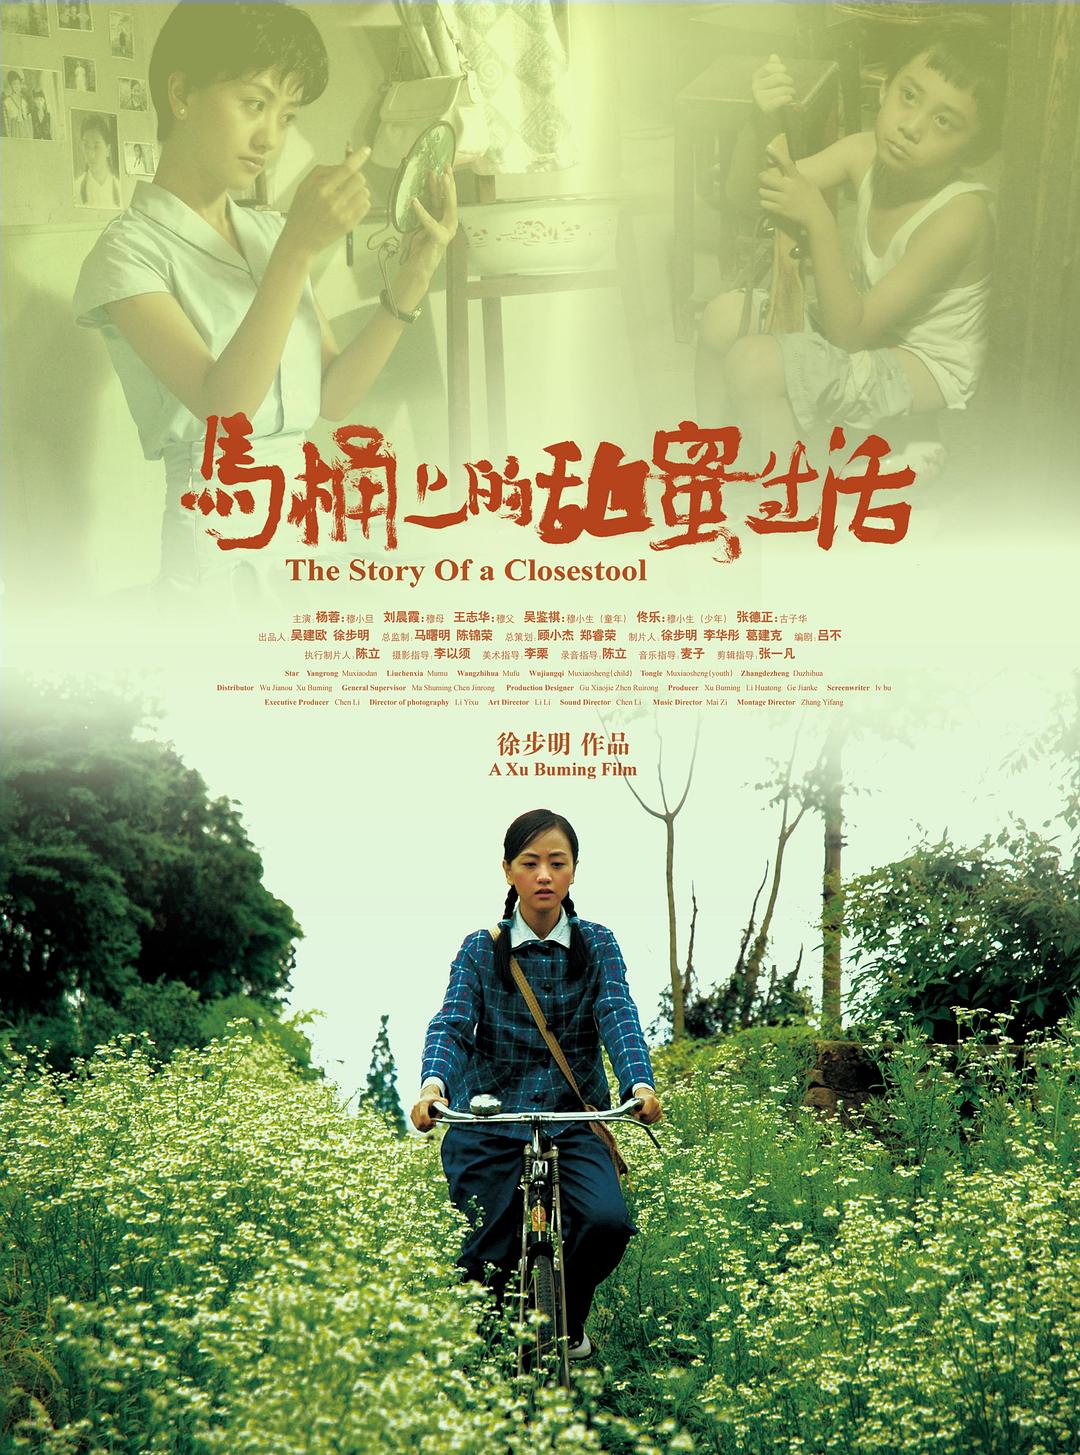 馬桶上的甜蜜生活
The Story Of a Closestool
主演:杨蓉:穆小旦 刘晨霞:穆母 王志华:穆父 吴鉴祺:穆小生(童年) 佟乐:穆小生(少年) 张德正:古子华
出品人:吴建欧 徐步明 总监制:马曙明 陈锦荣 总策划:顾小杰 郑睿荣 制片人:徐步明 李华彤 葛建克 编剧:吕不
执行制片人:陈立 摄影指导:李以须 美术指导:李栗 录音指导:陈立 音乐指导:麦子 剪辑指导:张一凡
Star Yangrong Muxiaodan Liuchenxia Mumu Wangzhihua Mufu Wujiangqi Muxiaosheng(child) Tongle Muxiaosheng(youth) Zhangdezheng Duzhihua
Distributor Wu Jianou Xu Buming General Supervisor Ma Shuming Chen Jinrong Production Designer Gu Xiaojie Zhen Ruirong Producer Xu Buming Li Huatong Ge Jianke Screenwriter lv bu
Executive Producer Chen Li Director of photography Li Yixu Art Director Li Li Sound Director Chen Li Music Director Mai Zi Montage Director Zhang Yifang
徐步明 作品
A Xu Buming Film